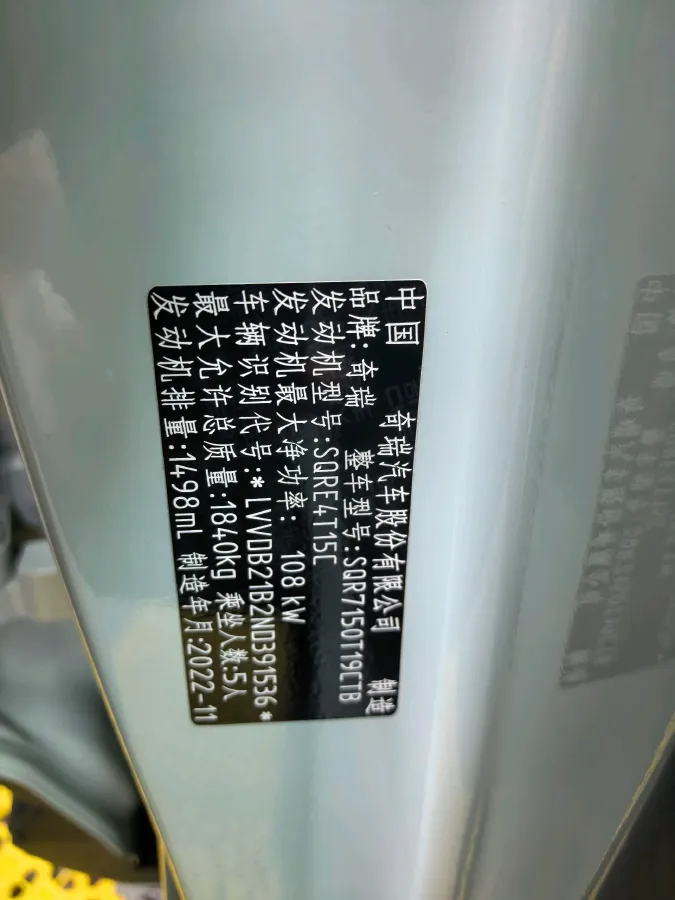 中国 奇瑞汽车股份有限公司 制造
品牌:奇瑞 整车型号:SQR7150T19CTB
发动机型号:SQRE4T15C
发动机最大净功率: 108 kW
车辆识别代号:*LVVDB21B2ND391536*
最大允许总质量:1840kg 乘坐人数:5人
发动机排量:1498mL 制造年月:2022-11